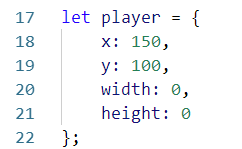 17 let player = {
18     x: 150,
19     y: 100,
20     width: 0,
21     height: 0
22 };